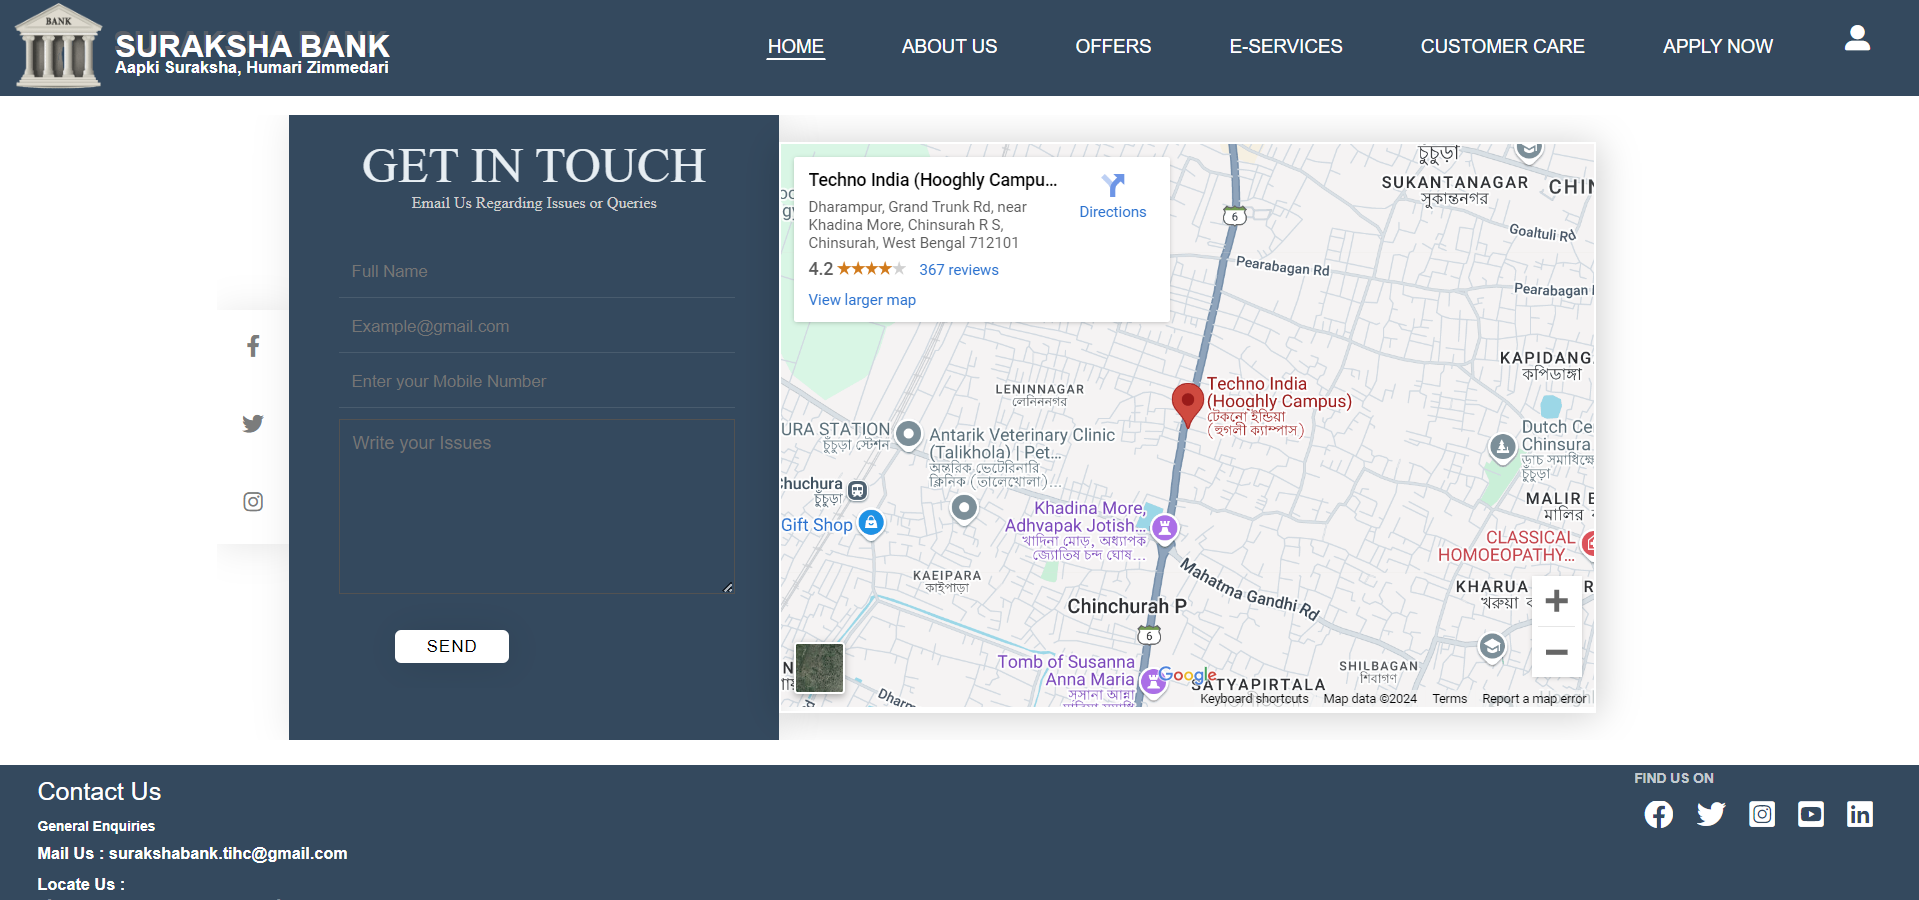 BANK
SURAKSHA BANK
Aapki Suraksha, Humari Zimmedari
HOME
ABOUT US
OFFERS
E-SERVICES
CUSTOMER CARE
APPLY NOW
GET IN TOUCH
Email Us Regarding Issues or Queries
Full Name
Example@gmail.com
Enter your Mobile Number
Write your Issues
SEND
Techno India (Hooghly Campu...
Dharampur, Grand Trunk Rd, near
Khadina More, Chinsurah R S,
Chinsurah, West Bengal 712101
Directions
4.2
367 reviews
View larger map
চুঁচুড়া
SUKANTANAGAR
সুকান্তনগর
CHIN
6
Goaltuli Rd
Pearabagan Rd
Pearabagan
KAPIDANG
কপিডাঙ্গা
LENINNAGAR
লেনিননগর
Techno India
(Hooghly Campus)
টেকনো ইন্ডিয়া
(হুগলী ক্যাম্পাস)
URA STATION
চুঁচুড়া স্টেশন
Antarik Veterinary Clinic
(Talikhola) | Pet...
অন্তরিক ভেটেরিনারি
ক্লিনিক (তালেখোলা)...
Dutch Ce
Chinsura
ডাচ সমাধিক্ষে
চুঁচুড়া
Chuchura
চুঁচুড়া
Gift Shop
Khadina More,
Adhvapak Jotish...
খাদিনা মোড়, অধ্যাপক
জ্যোতিষ চন্দ্র ঘোষ...
MALIR B
মালির
CLASSICAL
HOMOEOPATHY...
KAEIPARA
কাইপাড়া
Mahatma Gandhi Rd
KHARUA
খরুয়া
R
Chinchurah P
6
Tomb of Susanna
Anna Maria
সুসানা আন্না
Google
SATYAPIRTALA
SHILBAGAN
শিবাগণ
Dharm
Keyboard shortcuts
Map data ©2024
Terms
Report a map error
Contact Us
General Enquiries
Mail Us : surakshabank.tihc@gmail.com
Locate Us :
FIND US ON